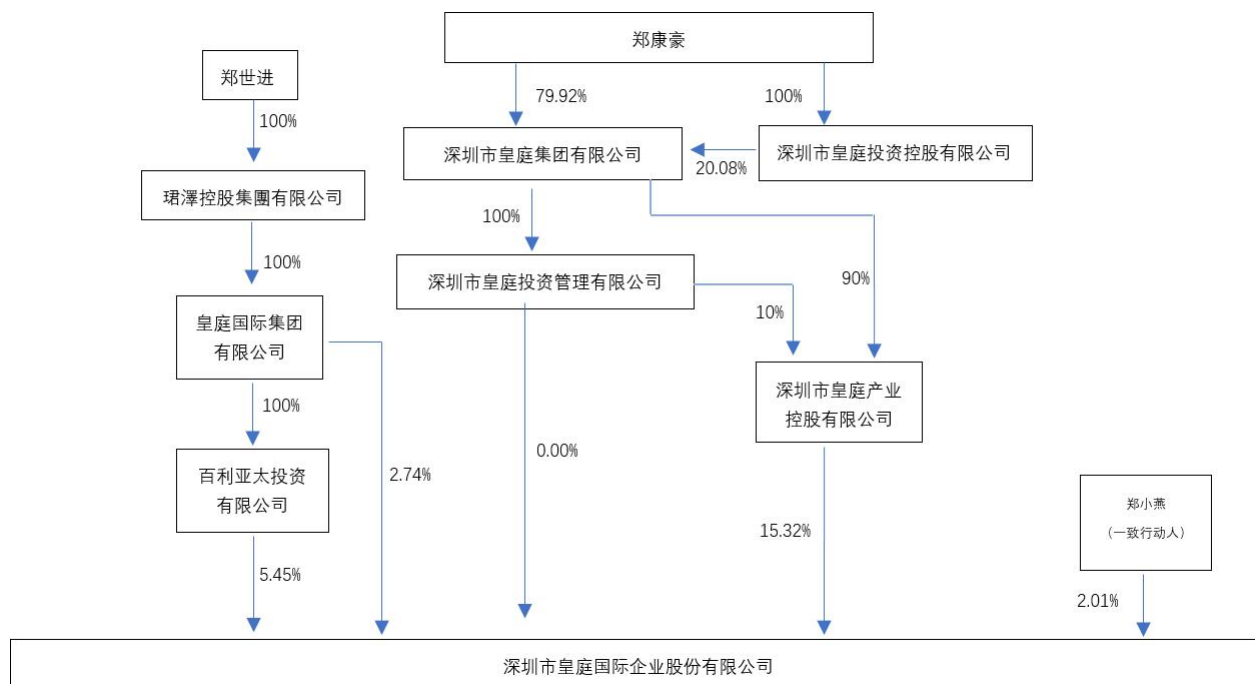 郑康豪
郑世进
79.92%
100%
100%
深圳市皇庭集团有限公司
深圳市皇庭投资控股有限公司
20.08%
珺澤控股集團有限公司
100%
100%
深圳市皇庭投资管理有限公司
90%
10%
皇庭国际集团
有限公司
深圳市皇庭产业
控股有限公司
100%
0.00%
2.74%
百利亚太投资
有限公司
郑小燕
（一致行动人）
15.32%
5.45%
2.01%
深圳市皇庭国际企业股份有限公司